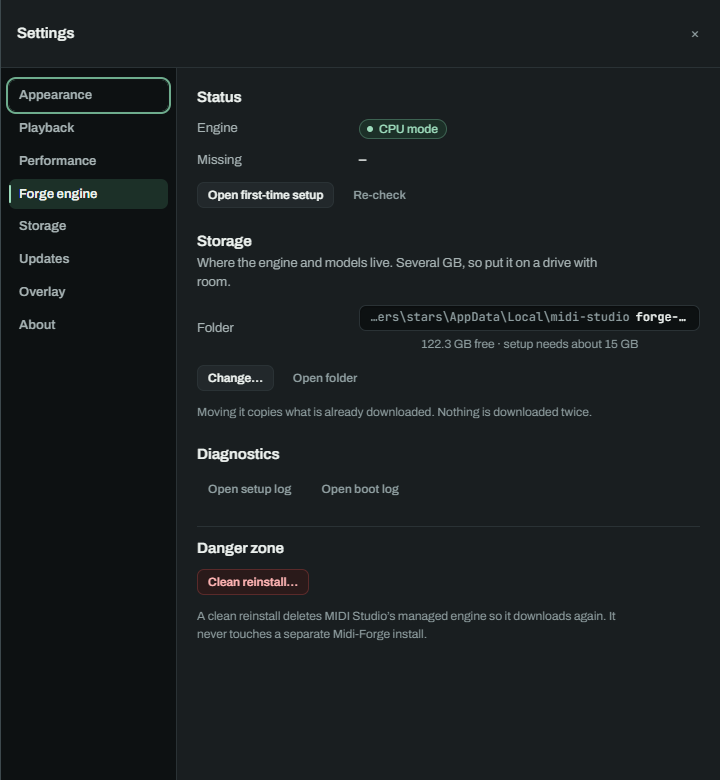 Settings
×
Appearance
Playback
Performance
Forge engine
Storage
Updates
Overlay
About
Status
Engine
CPU mode
Missing
–
Open first-time setup
Re-check
Storage
Where the engine and models live. Several GB, so put it on a drive with
room.
Folder
…ers\stars\AppData\Local\midi-studio forge-…
122.3 GB free · setup needs about 15 GB
Change…
Open folder
Moving it copies what is already downloaded. Nothing is downloaded twice.
Diagnostics
Open setup log
Open boot log
Danger zone
Clean reinstall…
A clean reinstall deletes MIDI Studio's managed engine so it downloads again. It
never touches a separate Midi-Forge install.